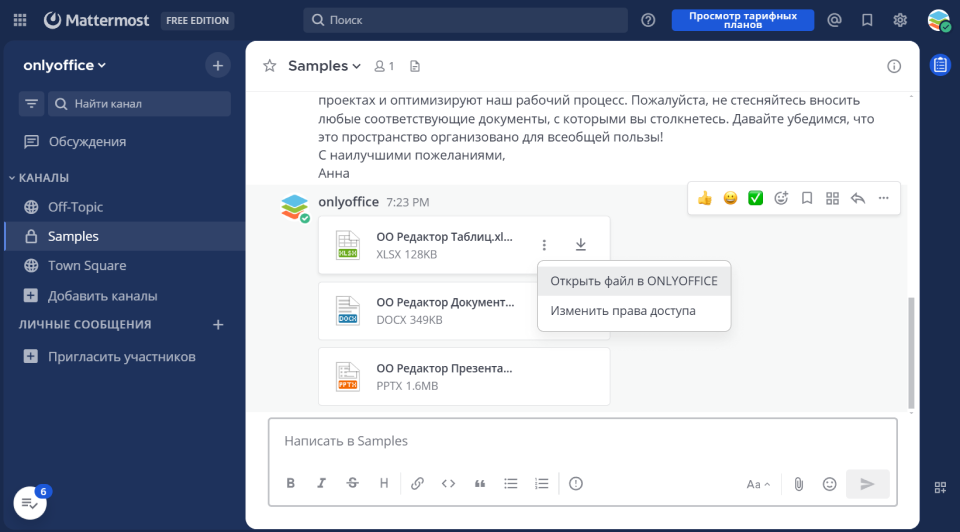 Mattermost
FREE EDITION
Поиск
Просмотр тарифных
планов
onlyoffice
Найти канал
Обсуждения
КАНАЛЫ
Off-Topic
Samples
Town Square
Добавить каналы
ЛИЧНЫЕ СООБЩЕНИЯ
Пригласить участников
6
Samples
1
проектах и оптимизируют наш рабочий процесс. Пожалуйста, не стесняйтесь вносить
любые соответствующие документы, с которыми вы столкнетесь. Давайте убедимся, что
это пространство организовано для всеобщей пользы!
С наилучшими пожеланиями,
Анна
onlyoffice 7:23 PM
ОО Редактор Таблиц.xl...
XLSX 128KB
XLSX
Открыть файл в ONLYOFFICE
Изменить права доступа
ОО Редактор Документ...
DOCX 349KB
DOCX
ОО Редактор Презента...
PPTX 1.6MB
PPTX
Написать в Samples
B I S H
Aa